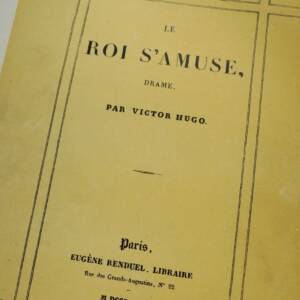 LE
ROI S'AMUSE,
DRAME,
PAR VICTOR HUGO.
Paris,
EUGÈNE RENDUEL, LIBRAIRE
Rue des Grands-Augustins, N° 22